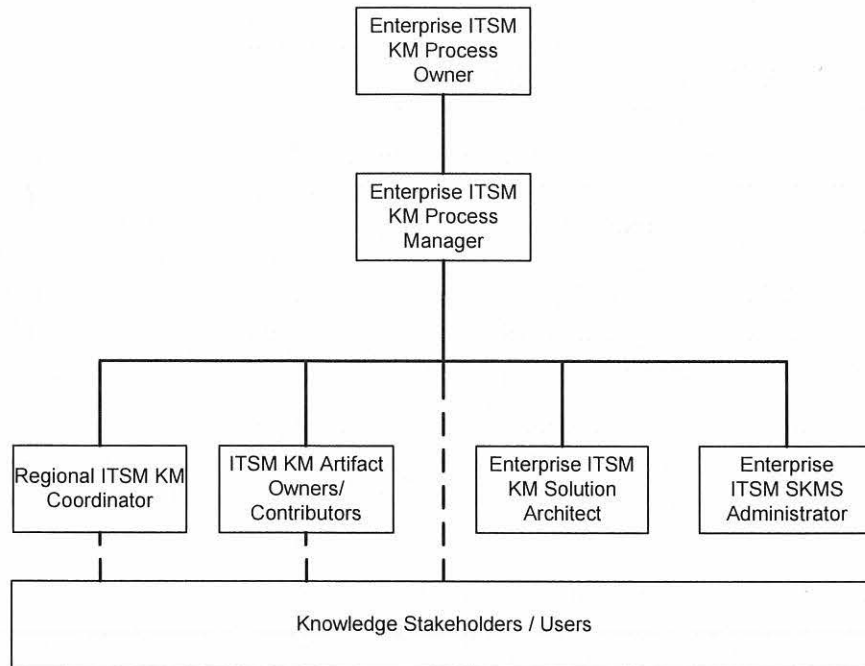 Enterprise ITSM
KM Process
Owner
Enterprise ITSM
KM Process
Manager
Regional ITSM KM
Coordinator
ITSM KM Artifact
Owners/
Contributors
Enterprise ITSM
KM Solution
Architect
Enterprise
ITSM SKMS
Administrator
Knowledge Stakeholders / Users